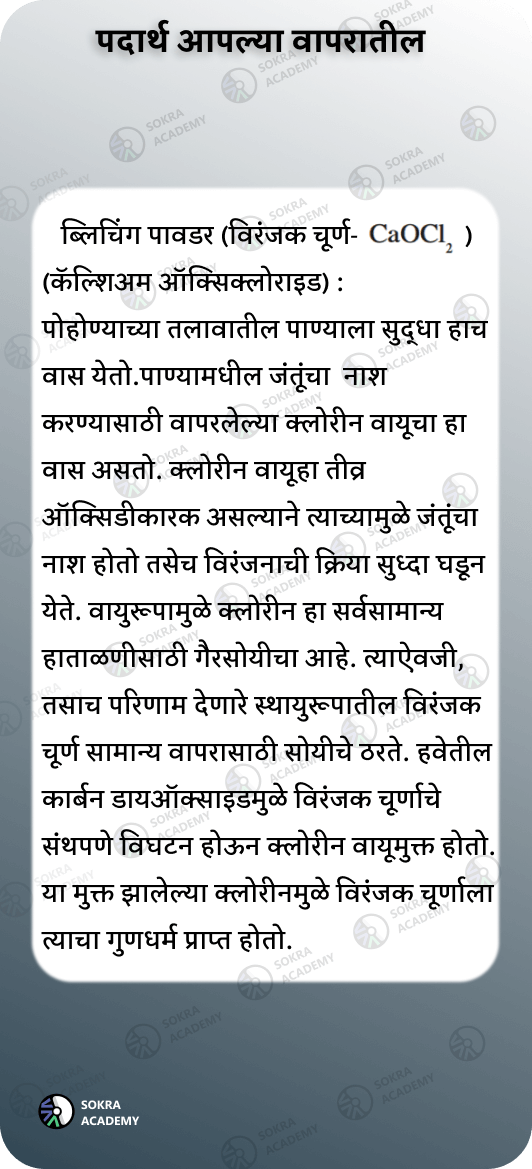 पदार्थ आपल्या वापरातील
ब्लिचिंग पावडर (विरंजक चूर्ण- CaOCl₂ )
(कॅल्शिअम ऑक्सिक्लोराइड) :
पोहोण्याच्या तलावातील पाण्याला सुद्धा हाच
वास येतो.पाण्यामधील जंतूंचा नाश
करण्यासाठी वापरलेल्या क्लोरीन वायूचा हा
वास असतो. क्लोरीन वायूहा तीव्र
ऑक्सिडीकारक असल्याने त्याच्यामुळे जंतूंचा
नाश होतो तसेच विरंजनाची क्रिया सुध्दा घडून
येते. वायुरूपामुळे क्लोरीन हा सर्वसामान्य
हाताळणीसाठी गैरसोयीचा आहे. त्याऐवजी,
तसाच परिणाम देणारे स्थायुरूपातील विरंजक
चूर्ण सामान्य वापरासाठी सोयीचे ठरते. हवेतील
कार्बन डायऑक्साइडमुळे विरंजक चूर्णाचे
संथपणे विघटन होऊन क्लोरीन वायूमुक्त होतो.
या मुक्त झालेल्या क्लोरीनमुळे विरंजक चूर्णाला
त्याचा गुणधर्म प्राप्त होतो.
SOKRA
ACADEMY